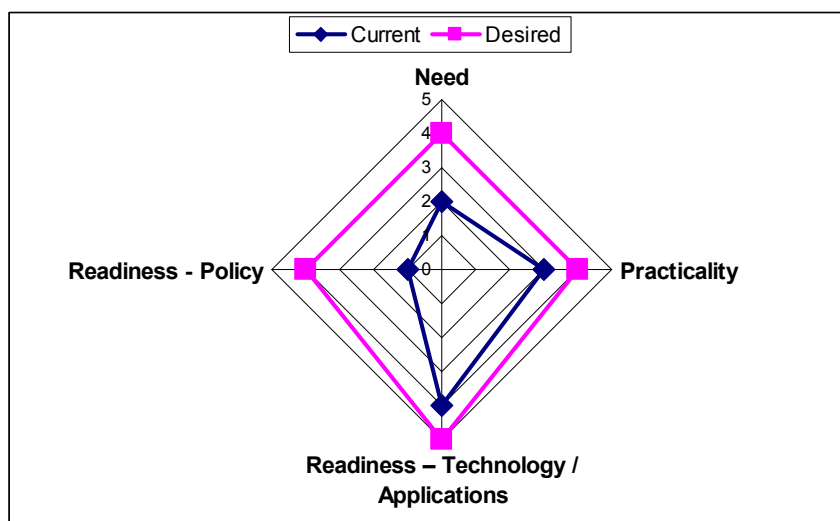 Current Desired
Need
5
4
3
2
1
0
Readiness - Policy
Practicality
Readiness – Technology /
Applications